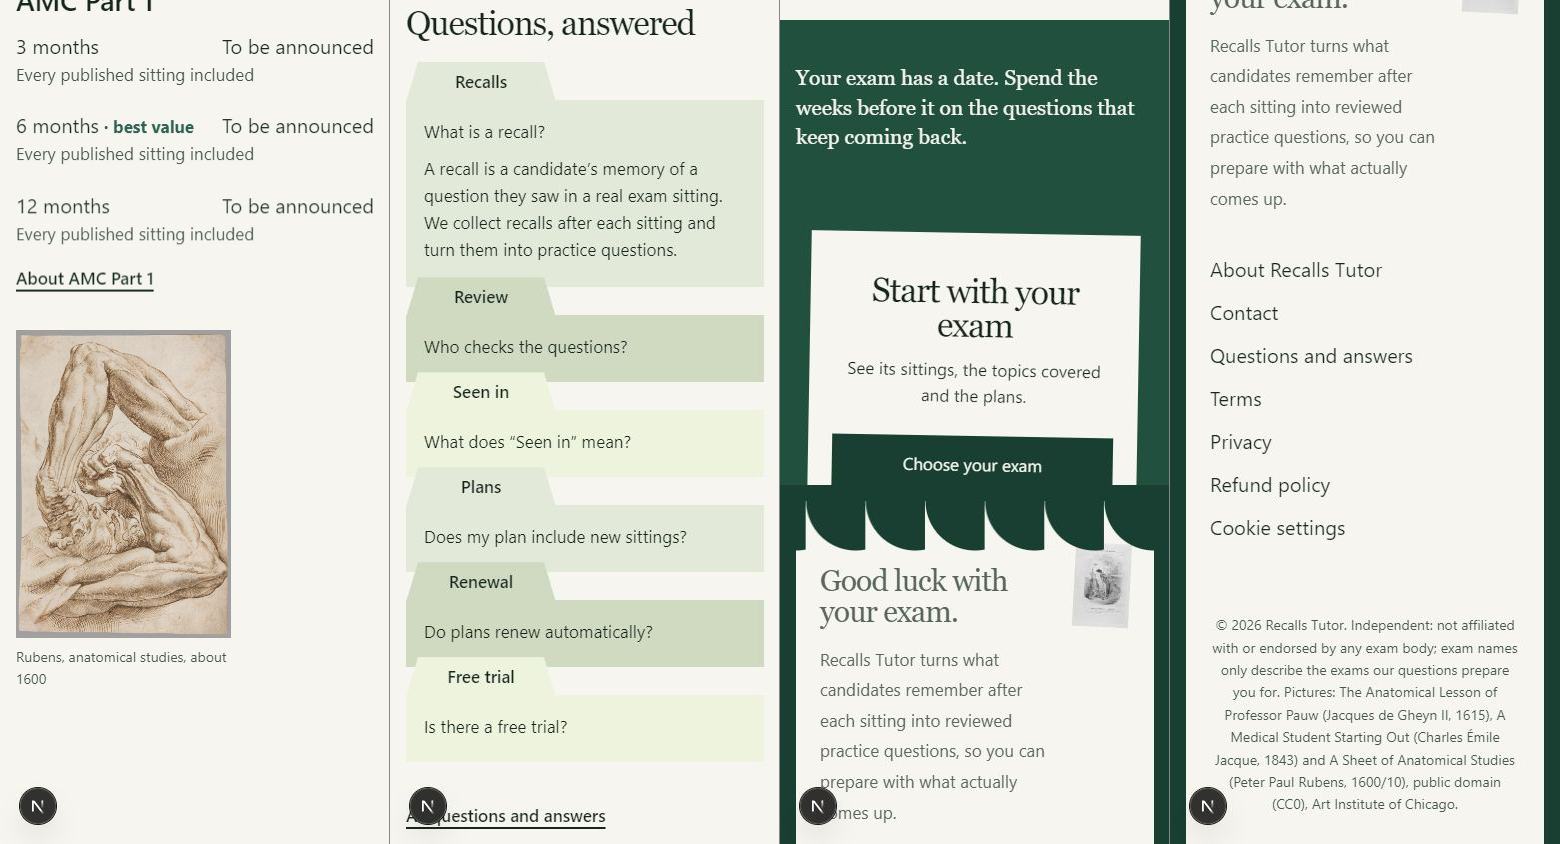 AMC Part 1
3 months To be announced
Every published sitting included
6 months · best value To be announced
Every published sitting included
12 months To be announced
Every published sitting included
About AMC Part 1
Rubens, anatomical studies, about
1600
N
Questions, answered
Recalls
What is a recall?
A recall is a candidate’s memory of a
question they saw in a real exam sitting.
We collect recalls after each sitting and
turn them into practice questions.
Review
Who checks the questions?
Seen in
What does “Seen in” mean?
Plans
Does my plan include new sittings?
Renewal
Do plans renew automatically?
Free trial
Is there a free trial?
N
questions and answers
Your exam has a date. Spend the
weeks before it on the questions that
keep coming back.
Start with your
exam
See its sittings, the topics covered
and the plans.
Choose your exam
Good luck with
your exam.
Recalls Tutor turns what
candidates remember after
each sitting into reviewed
practice questions, so you can
prepare with what actually
N
comes up.
your exam.
Recalls Tutor turns what
candidates remember after
each sitting into reviewed
practice questions, so you can
prepare with what actually
comes up.
About Recalls Tutor
Contact
Questions and answers
Terms
Privacy
Refund policy
Cookie settings
© 2026 Recalls Tutor. Independent: not affiliated
with or endorsed by any exam body; exam names
only describe the exams our questions prepare
you for. Pictures: The Anatomical Lesson of
Professor Pauw (Jacques de Gheyn II, 1615), A
Medical Student Starting Out (Charles Émile
Jacque, 1843) and A Sheet of Anatomical Studies
(Peter Paul Rubens, 1600/10), public domain
(CC0), Art Institute of Chicago.
N